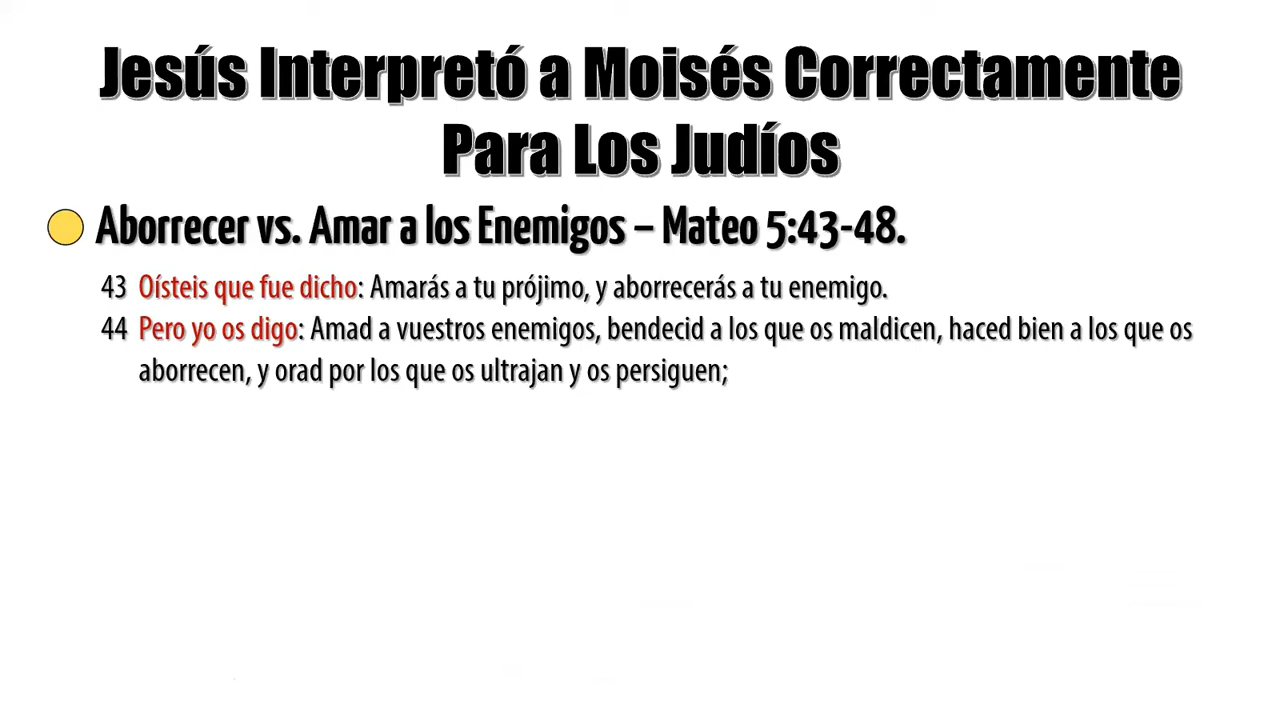 Jesús Interpretó a Moisés Correctamente
Para Los Judíos
Aborrecer vs. Amar a los Enemigos – Mateo 5:43-48.
43 Oísteis que fue dicho: Amarás a tu prójimo, y aborrecerás a tu enemigo.
44 Pero yo os digo: Amad a vuestros enemigos, bendecid a los que os maldicen, haced bien a los que os
aborrecen, y orad por los que os ultrajan y os persiguen;